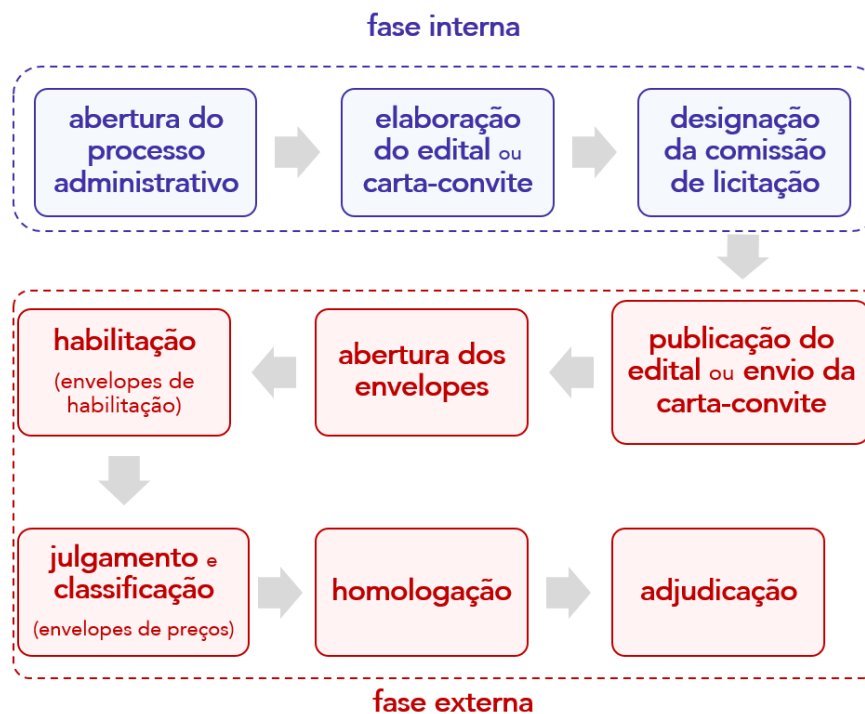 fase interna
abertura do
processo
administrativo
elaboração
do edital ou
carta-convite
designação
da comissão
de licitação
publicação do
edital ou envio da
carta-convite
abertura dos
envelopes
habilitação
(envelopes de
habilitação)
julgamento e
classificação
(envelopes de preços)
homologação
adjudicação
fase externa